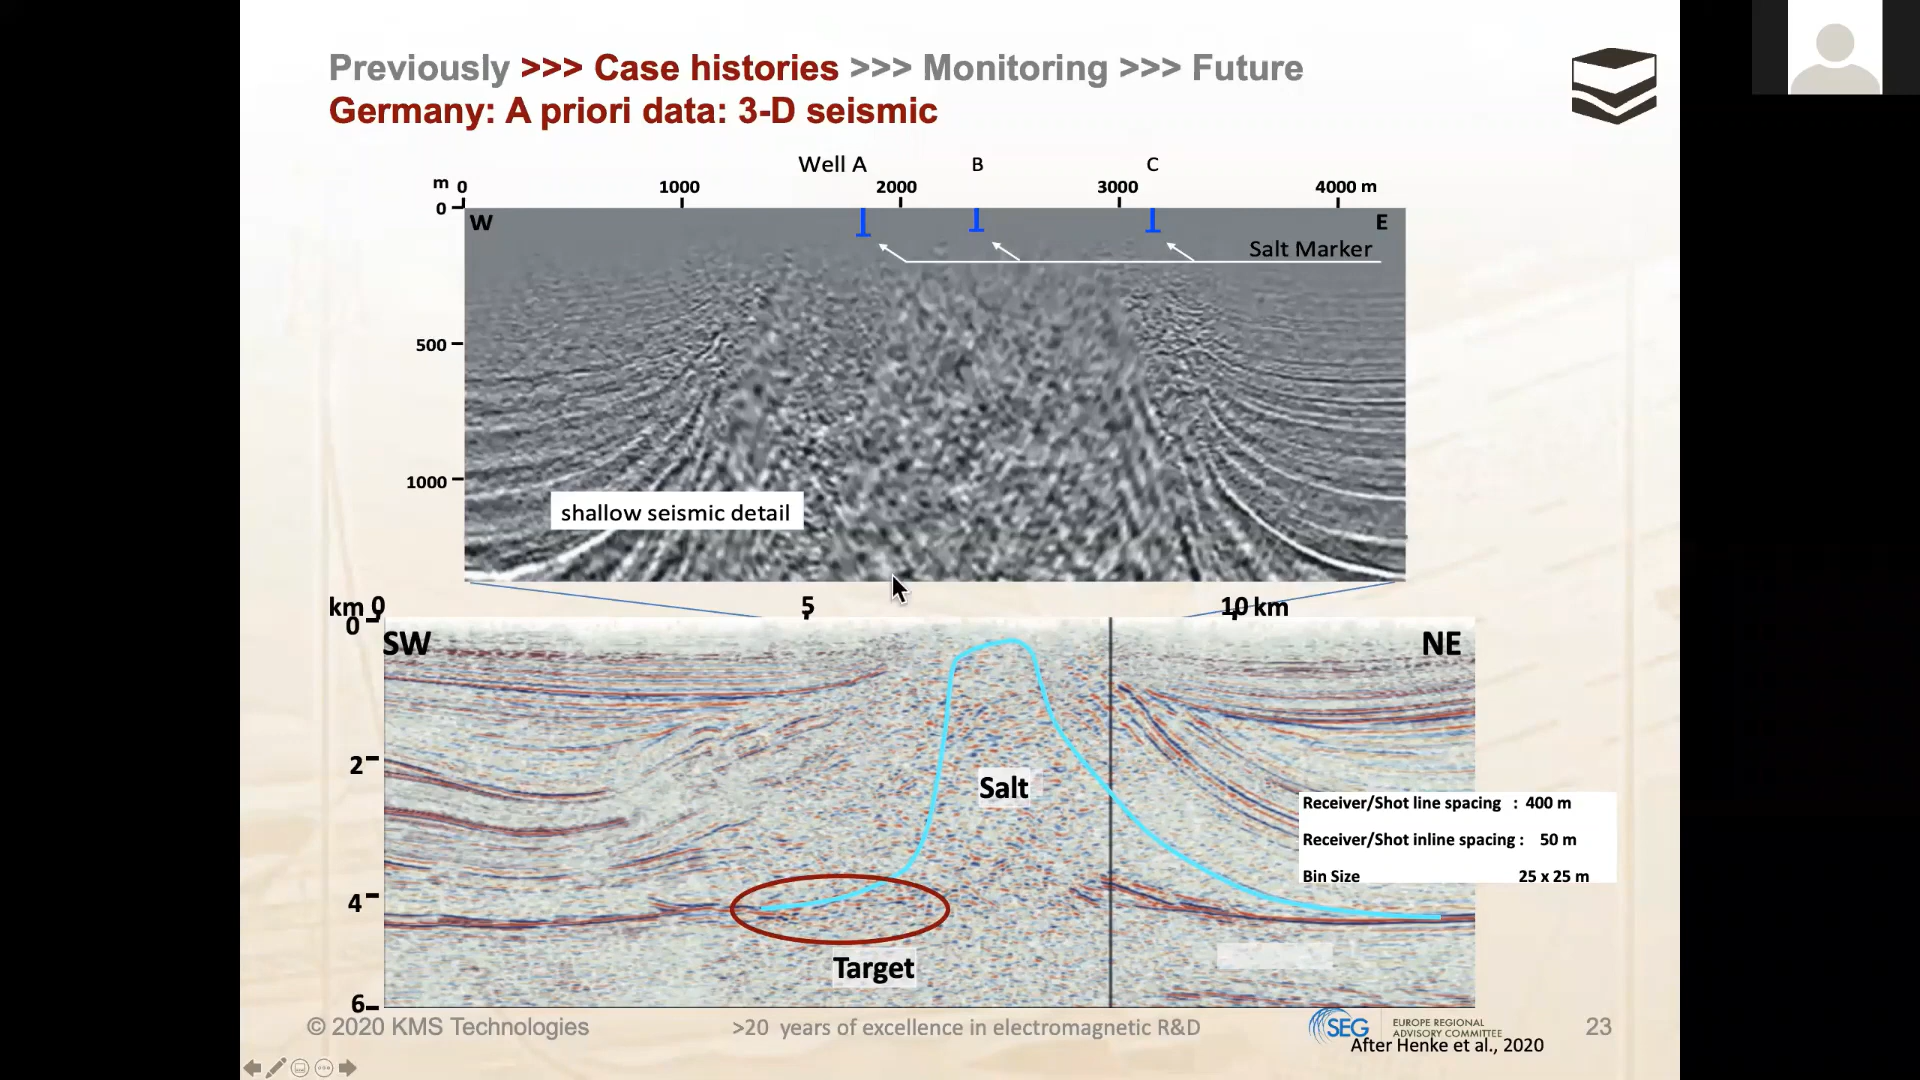 Previously >>> Case histories >>> Monitoring >>> Future
Germany: A priori data: 3-D seismic
Well A B C
m 0 1000 2000 3000 4000 m
0
W E
Salt Marker
500
1000
shallow seismic detail
km 0 5 10 km
0
SW NE
2
Salt
Receiver/Shot line spacing : 400 m
Receiver/Shot inline spacing : 50 m
Bin Size 25 x 25 m
4
Target
6
© 2020 KMS Technologies >20 years of excellence in electromagnetic R&D SEG EUROPE REGIONAL 23
ADVISORY COMMITTEE
After Henke et al., 2020